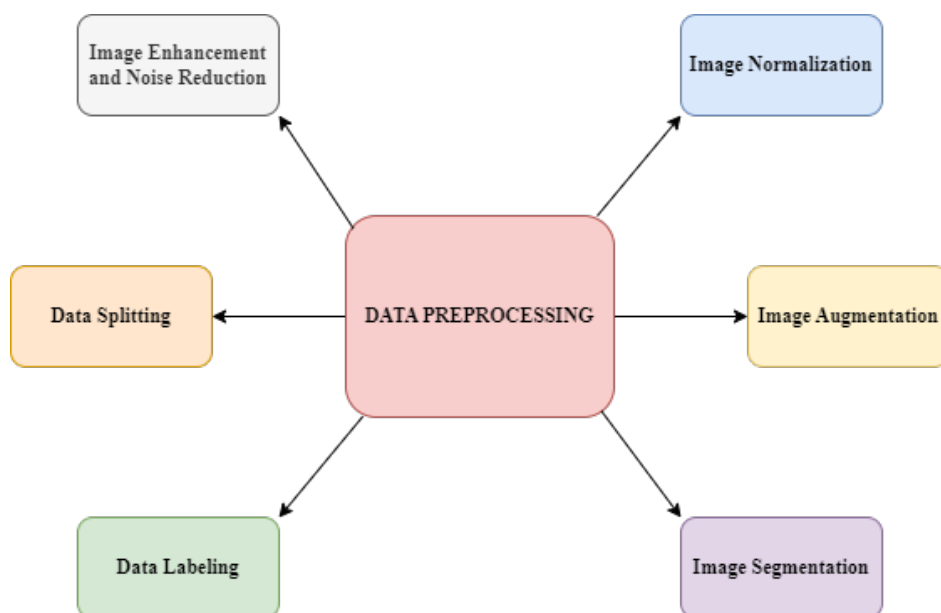 Image Enhancement
and Noise Reduction
Image Normalization
Data Splitting
DATA PREPROCESSING
Image Augmentation
Data Labeling
Image Segmentation